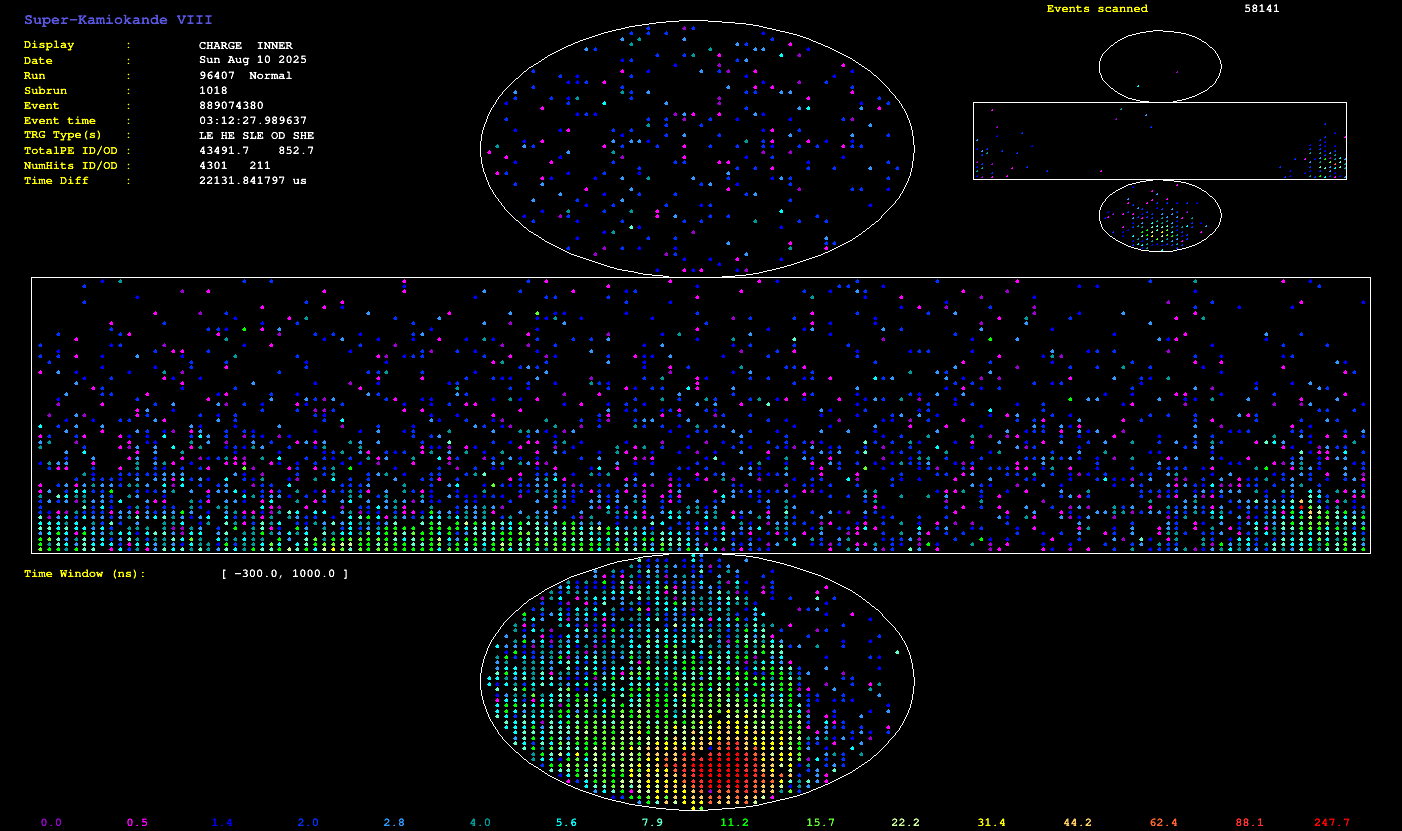 Super-Kamiokande VIII
Display : CHARGE INNER
Date : Sun Aug 10 2025
Run : 96407 Normal
Subrun : 1018
Event : 889074380
Event time : 03:12:27.989637
TRG Type(s) : LE HE SLE OD SHE
TotalPE ID/OD : 43491.7 852.7
NumHits ID/OD : 4301 211
Time Diff : 22131.841797 us
Events scanned 58141
Time Window (ns): [ -300.0, 1000.0 ]
0.0 0.5 1.4 2.0 2.8 4.0 5.6 7.9 11.2 15.7 22.2 31.4 44.2 62.4 88.1 247.7